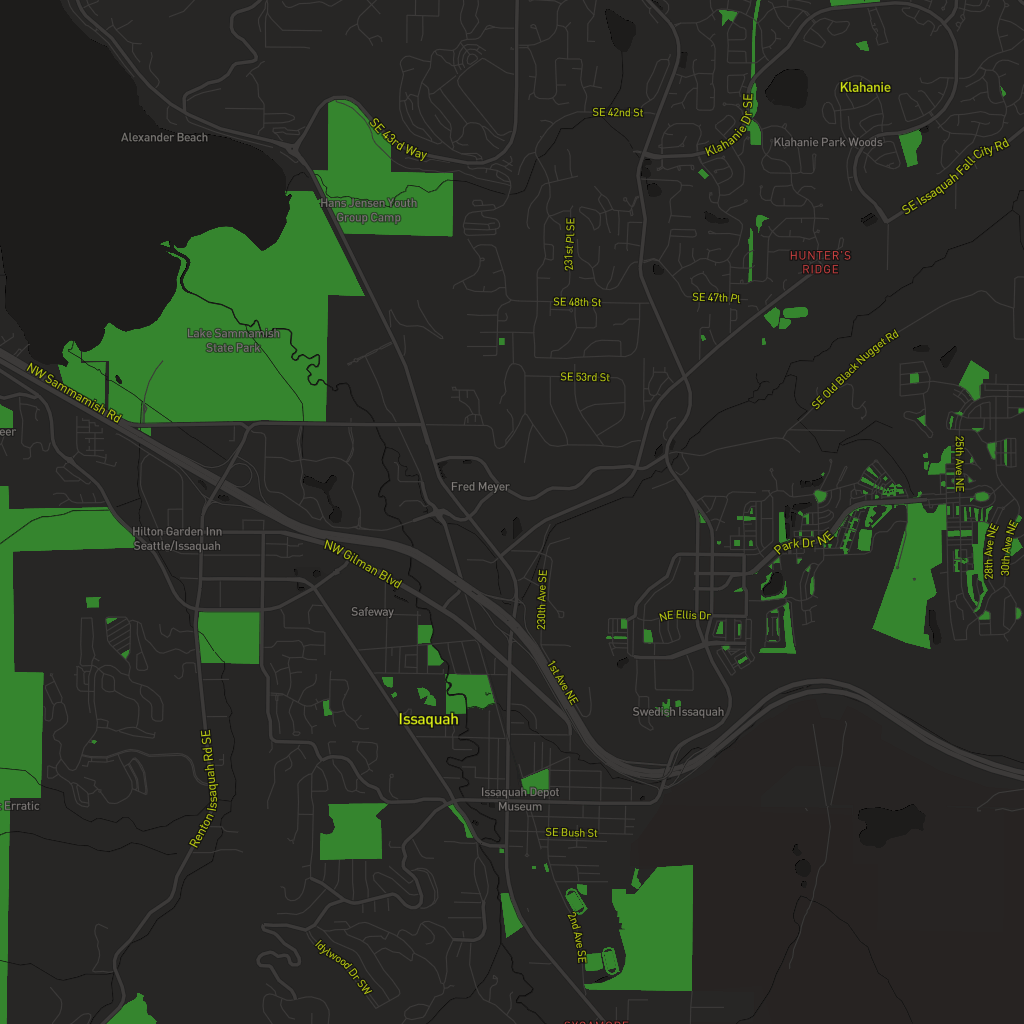 Klahanie
SE 42nd St
Klahanie Dr SE
SE 43rd Way
Alexander Beach
Klahanie Park Woods
SE Issaquah Fall City Rd
Hans Jensen Youth
Group Camp
231st Pl SE
HUNTER'S
RIDGE
SE 47th Pl
SE 48th St
Lake Sammamish
State Park
SE Old Black Nugget Rd
SE 53rd St
NW Sammamish Rd
25th Ave NE
Fred Meyer
Hilton Garden Inn
Seattle/Issaquah
Park Dr NE
28th Ave NE
30th Ave NE
NW Gilman Blvd
230th Ave SE
Safeway
NE Ellis Dr
1st Ave NE
Swedish Issaquah
Issaquah
Renton Issaquah Rd SE
Issaquah Depot
Museum
Erratic
SE Bush St
2nd Ave SE
Idylwood Dr SW